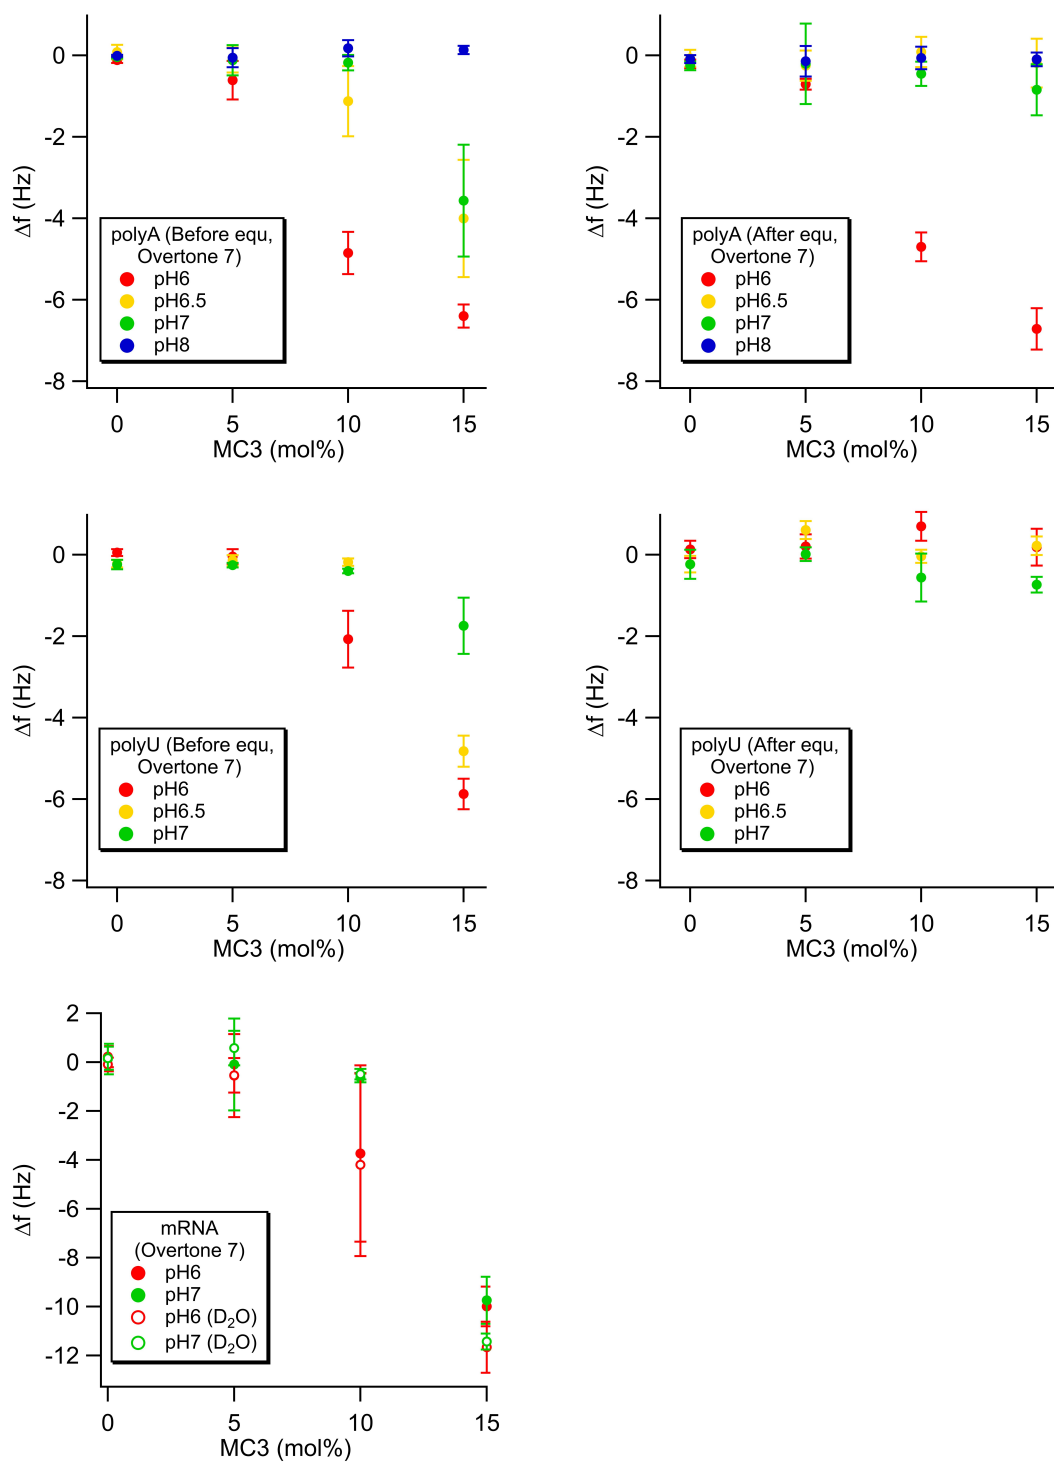 0
-2
-4
-6
-8
Δf (Hz)
polyA (Before equ,
Overtone 7)
pH6
pH6.5
pH7
pH8
0
5
10
15
MC3 (mol%)
0
-2
-4
-6
-8
Δf (Hz)
polyA (After equ,
Overtone 7)
pH6
pH6.5
pH7
pH8
0
5
10
15
MC3 (mol%)
0
-2
-4
-6
-8
Δf (Hz)
polyU (Before equ,
Overtone 7)
pH6
pH6.5
pH7
0
5
10
15
MC3 (mol%)
0
-2
-4
-6
-8
Δf (Hz)
polyU (After equ,
Overtone 7)
pH6
pH6.5
pH7
0
5
10
15
MC3 (mol%)
2
0
-2
-4
-6
-8
-10
-12
Δf (Hz)
mRNA
(Overtone 7)
pH6
pH7
pH6 (D₂O)
pH7 (D₂O)
0
5
10
15
MC3 (mol%)